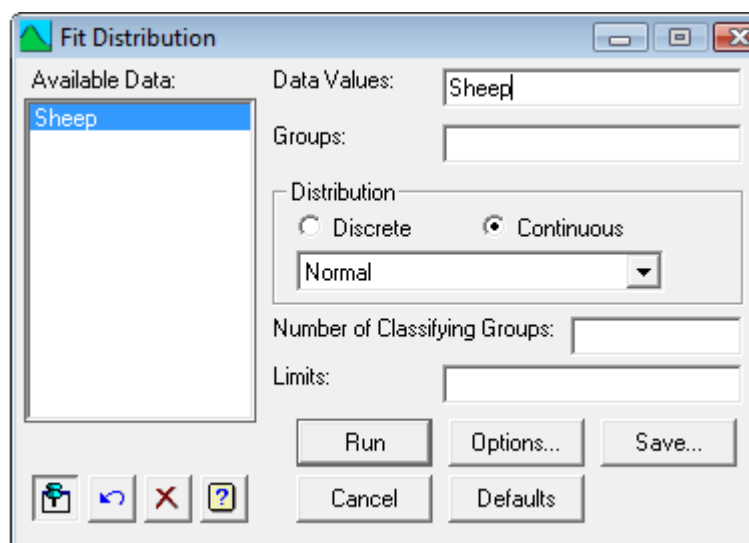 Fit Distribution
Available Data:
Sheep
Data Values: Sheep
Groups:
Distribution
Discrete Continuous
Normal
Number of Classifying Groups:
Limits:
Run Options... Save...
Cancel Defaults
?